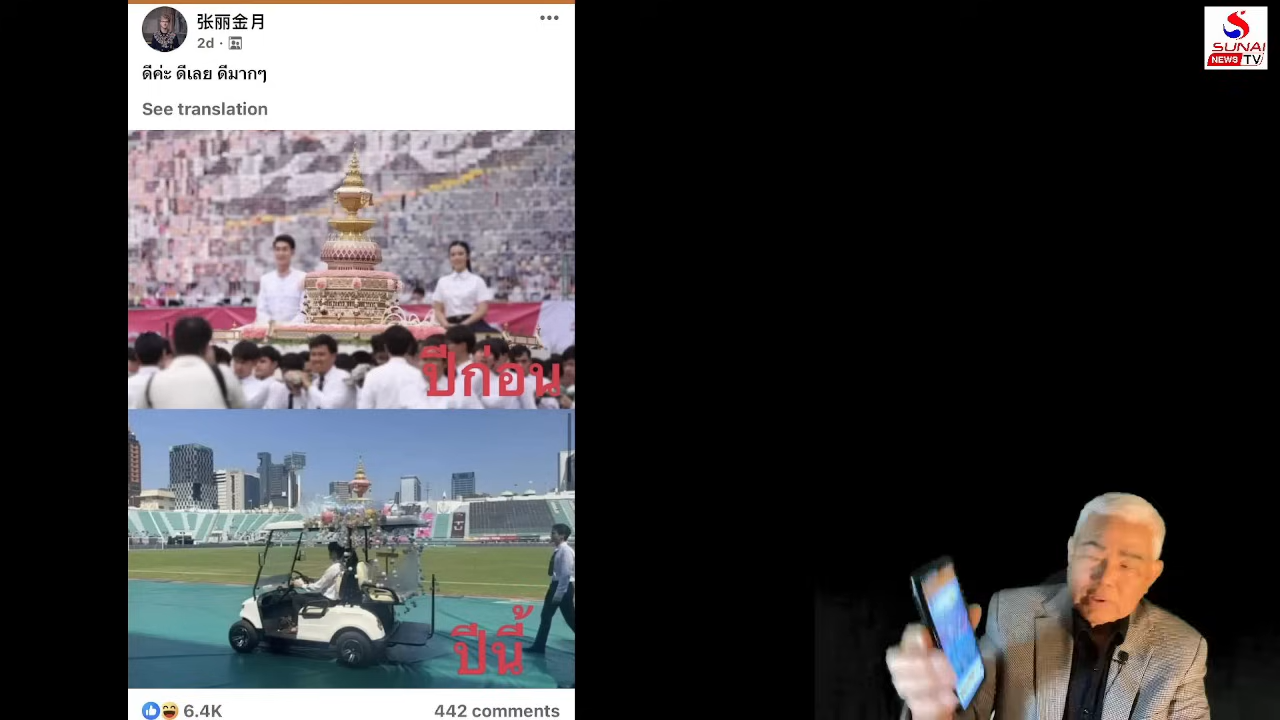 张丽金月
2d ·
ดีค่ะ ดีเลย ดีมากๆ
See translation
ปีก่อน
ปีนี้
6.4K
442 comments
SUNAI
NEWS TV